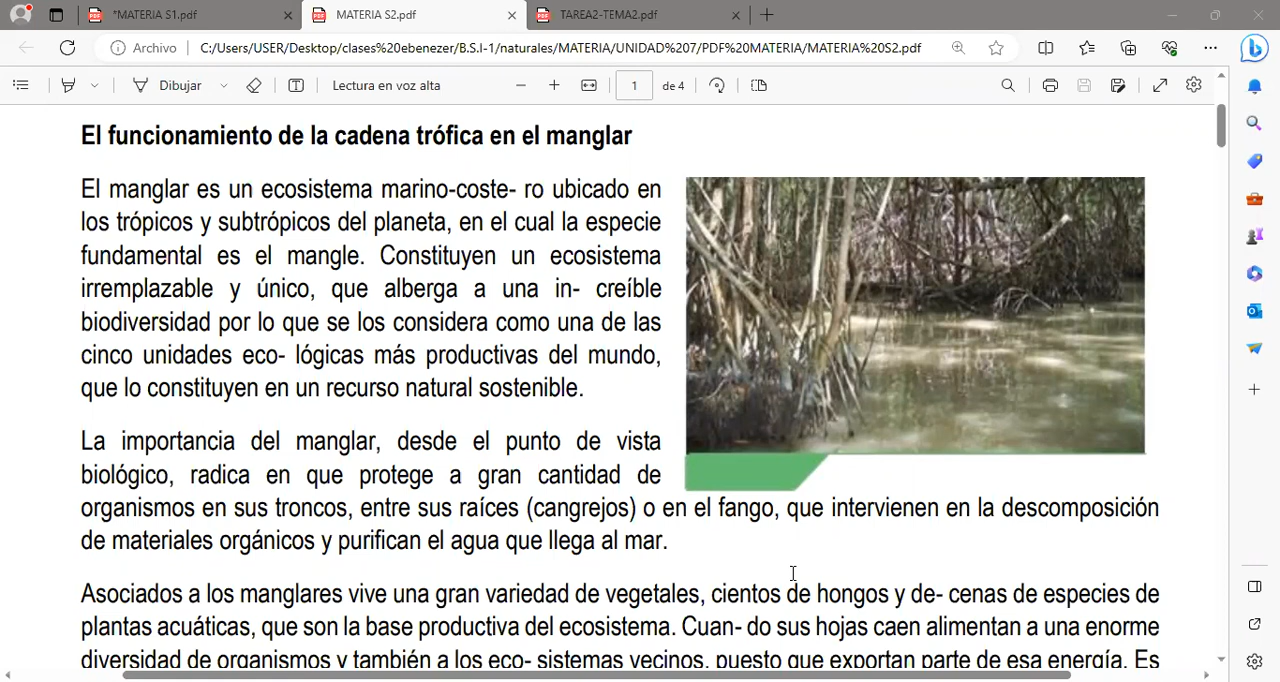 *MATERIA S1.pdf
MATERIA S2.pdf
TAREA2-TEMA2.pdf
Archivo
C:/Users/USER/Desktop/clases%20ebenezer/B.S.I-1/naturales/MATERIA/UNIDAD%207/PDF%20MATERIA/MATERIA%20S2.pdf
Dibujar
Lectura en voz alta
1
de 4
El funcionamiento de la cadena trófica en el manglar
El manglar es un ecosistema marino-coste- ro ubicado en
los trópicos y subtrópicos del planeta, en el cual la especie
fundamental es el mangle. Constituyen un ecosistema
irremplazable y único, que alberga a una in- creíble
biodiversidad por lo que se los considera como una de las
cinco unidades eco- lógicas más productivas del mundo,
que lo constituyen en un recurso natural sostenible.
La importancia del manglar, desde el punto de vista
biológico, radica en que protege a gran cantidad de
organismos en sus troncos, entre sus raíces (cangrejos) o en el fango, que intervienen en la descomposición
de materiales orgánicos y purifican el agua que llega al mar.
Asociados a los manglares vive una gran variedad de vegetales, cientos de hongos y de- cenas de especies de
plantas acuáticas, que son la base productiva del ecosistema. Cuan- do sus hojas caen alimentan a una enorme
diversidad de organismos y también a los eco- sistemas vecinos, puesto que exportan parte de esa energía. Es